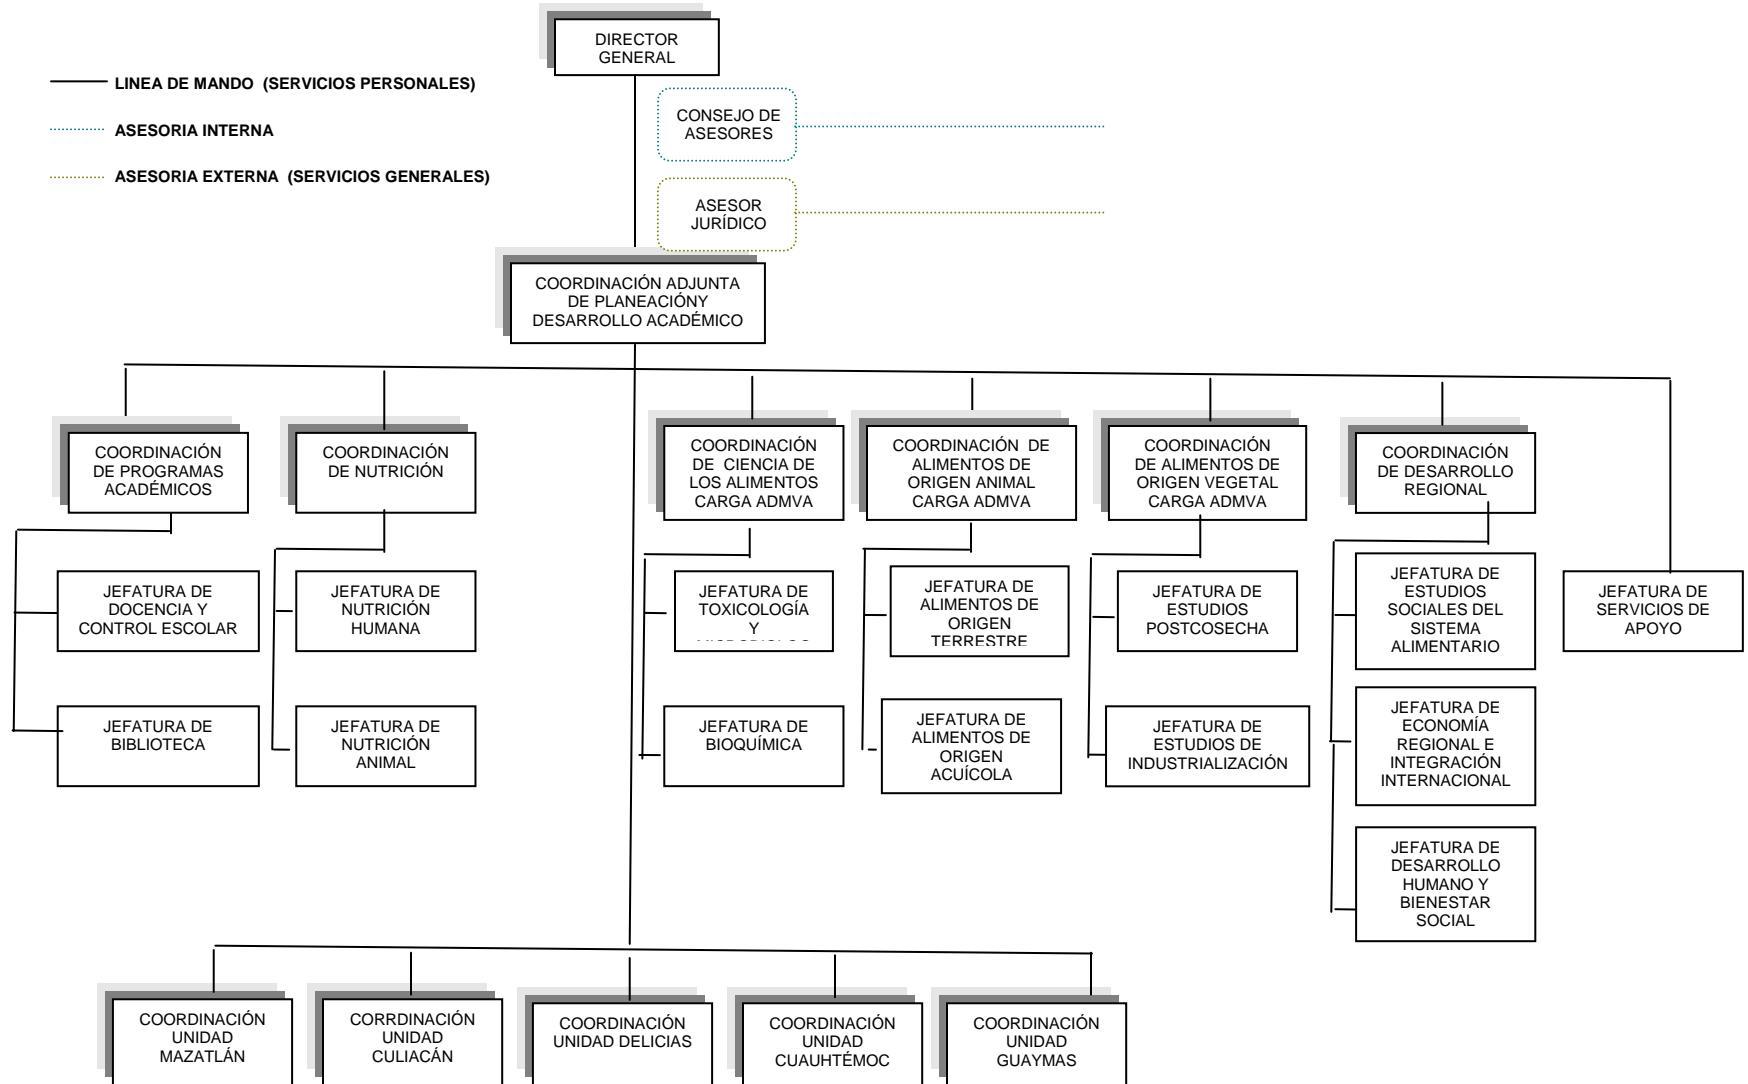 DIRECTOR
GENERAL
LINEA DE MANDO (SERVICIOS PERSONALES)
ASESORIA INTERNA
ASESORIA EXTERNA (SERVICIOS GENERALES)
CONSEJO DE
ASESORES
ASESOR
JURÍDICO
COORDINACIÓN ADJUNTA
DE PLANEACIÓNY
DESARROLLO ACADÉMICO
COORDINACIÓN
DE PROGRAMAS
ACADÉMICOS
COORDINACIÓN
DE NUTRICIÓN
COORDINACIÓN
DE CIENCIA DE
LOS ALIMENTOS
CARGA ADMVA
COORDINACIÓN DE
ALIMENTOS DE
ORIGEN ANIMAL
CARGA ADMVA
COORDINACIÓN
DE ALIMENTOS DE
ORIGEN VEGETAL
CARGA ADMVA
COORDINACIÓN
DE DESARROLLO
REGIONAL
JEFATURA DE
DOCENCIA Y
CONTROL ESCOLAR
JEFATURA DE
NUTRICIÓN
HUMANA
JEFATURA DE
TOXICOLOGÍA
Y
JEFATURA DE
ALIMENTOS DE
ORIGEN
TERRESTRE
JEFATURA DE
ESTUDIOS
POSTCOSECHA
JEFATURA DE
ESTUDIOS
SOCIALES DEL
SISTEMA
ALIMENTARIO
JEFATURA DE
SERVICIOS DE
APOYO
JEFATURA DE
BIBLIOTECA
JEFATURA DE
NUTRICIÓN
ANIMAL
JEFATURA DE
BIOQUÍMICA
JEFATURA DE
ALIMENTOS DE
ORIGEN
ACUÍCOLA
JEFATURA DE
ESTUDIOS DE
INDUSTRIALIZACIÓN
JEFATURA DE
ECONOMÍA
REGIONAL E
INTEGRACIÓN
INTERNACIONAL
JEFATURA DE
DESARROLLO
HUMANO Y
BIENESTAR
SOCIAL
COORDINACIÓN
UNIDAD
MAZATLÁN
CORRDINACIÓN
UNIDAD
CULIACÁN
COORDINACIÓN
UNIDAD DELICIAS
COORDINACIÓN
UNIDAD
CUAUHTÉMOC
COORDINACIÓN
UNIDAD
GUAYMAS